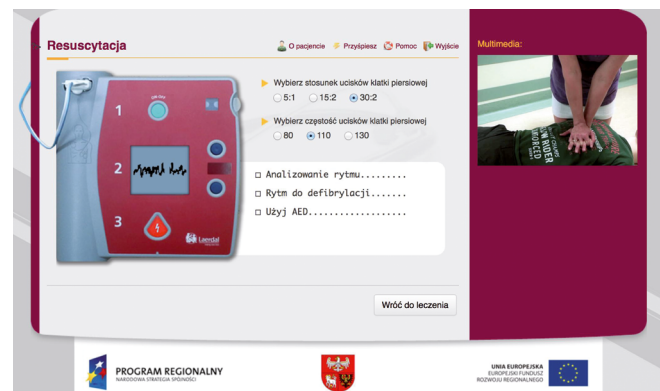 Resuscytacja
O pacjencie Przyśpiesz Pomoc Wyjście
Multimedia:
Wybierz stosunek ucisków klatki piersiowej
5:1 15:2 30:2
Wybierz częstość ucisków klatki piersiowej
80 110 130
1
2
3
Laerdal
Analizowanie rytmu.........
Rytm do defibrylacji.......
Użyj AED...................
Wróć do leczenia
PROGRAM REGIONALNY
NARODOWA STRATEGIA SPÓJNOŚCI
UNIA EUROPEJSKA
EUROPEJSKI FUNDUSZ
ROZWOJU REGIONALNEGO